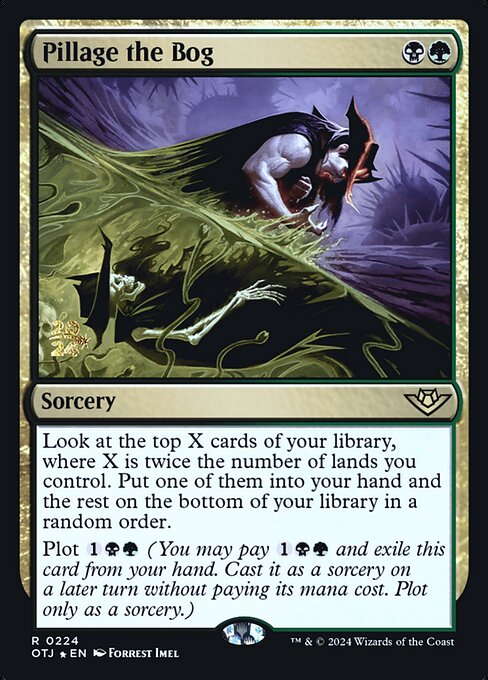 Pillage the Bog
Sorcery
Look at the top X cards of your library,
where X is twice the number of lands you
control. Put one of them into your hand and
the rest on the bottom of your library in a
random order.
Plot 1 (You may pay 1 and exile this
card from your hand. Cast it as a sorcery on
a later turn without paying its mana cost. Plot
only as a sorcery.)
R 0224
OTJ ★ EN Forrest Imel
™ & © 2024 Wizards of the Coast